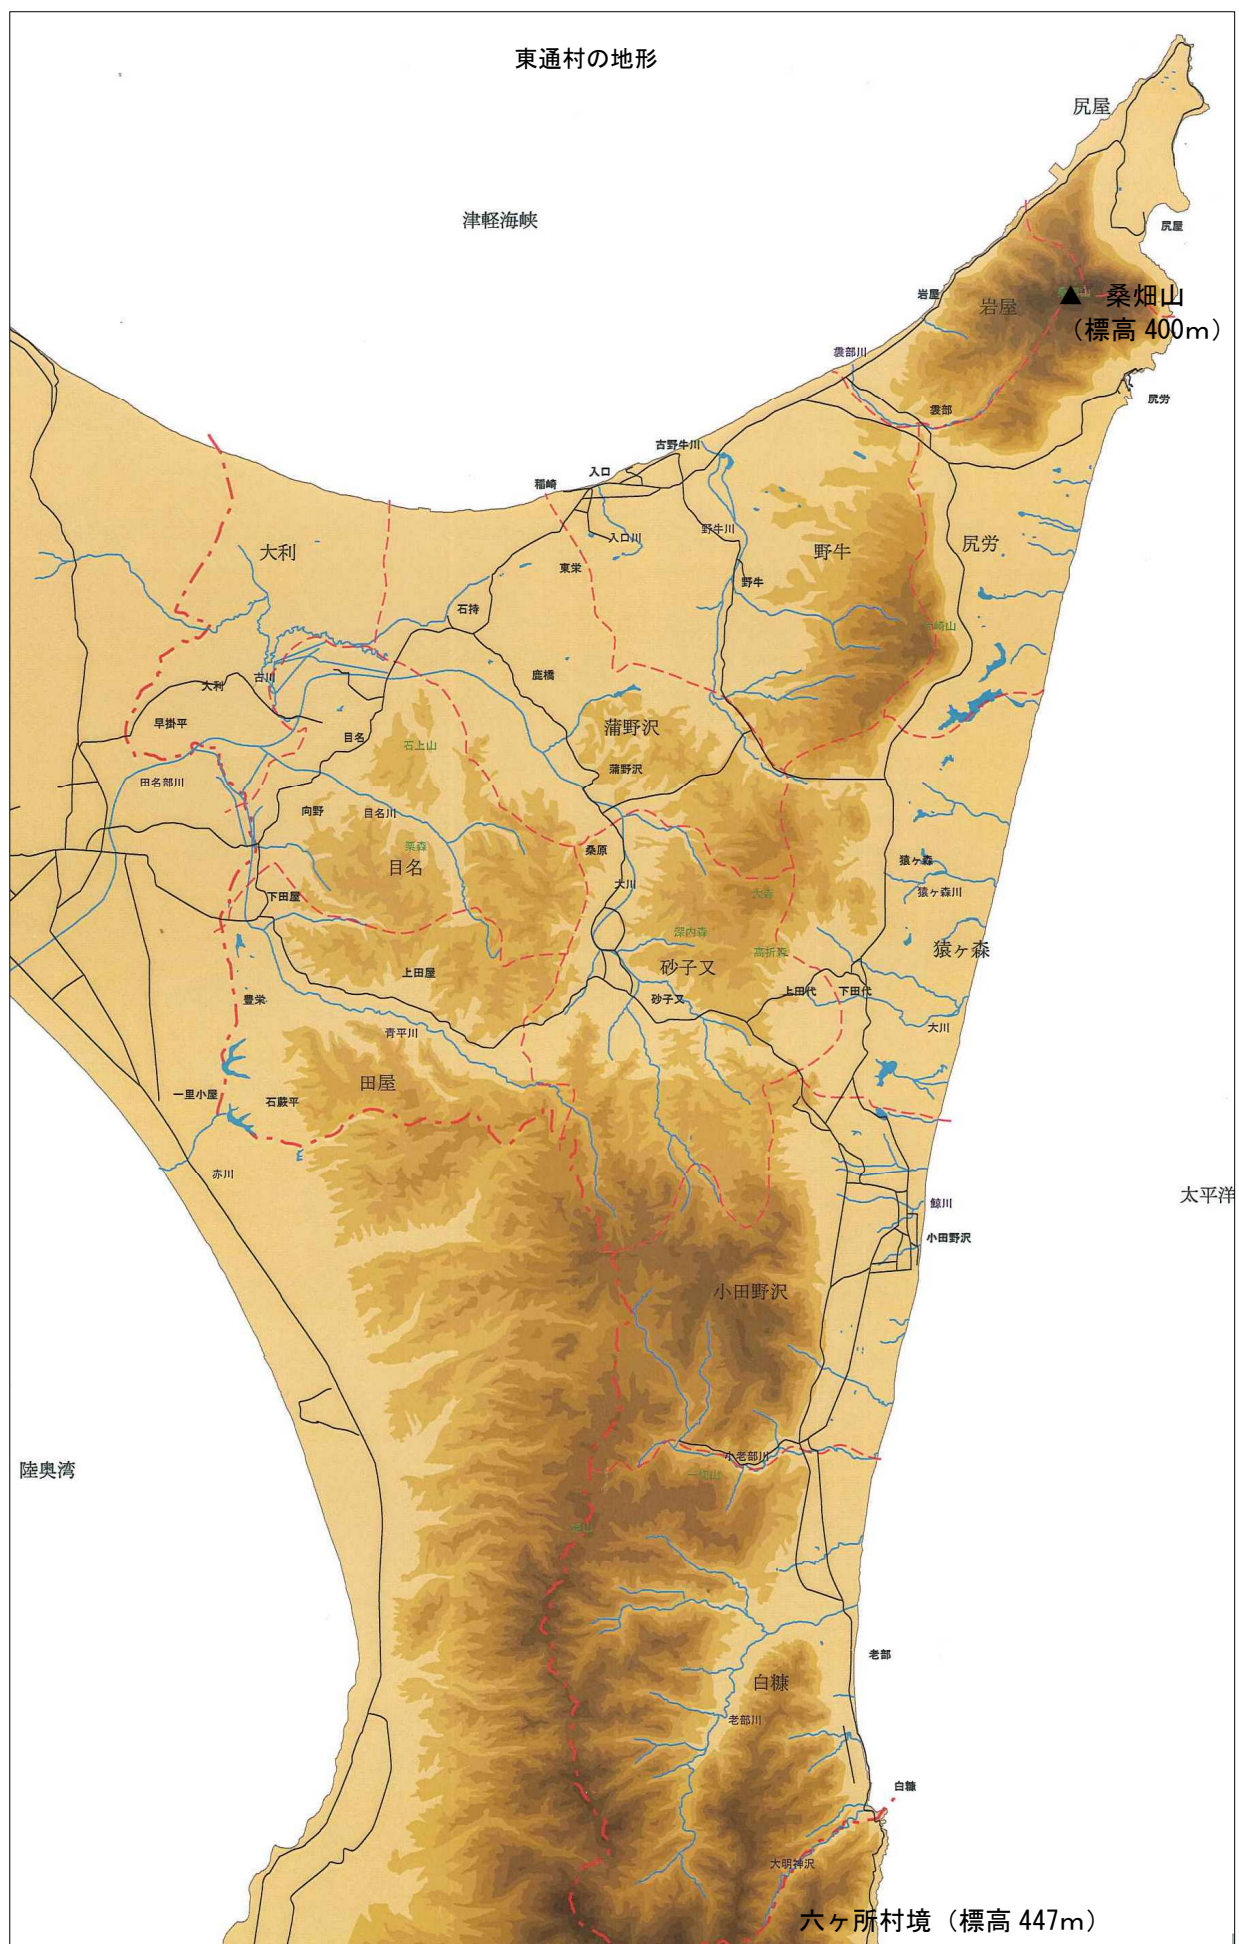 東通村の地形
尻屋
津軽海峡
尻屋
岩屋
岩屋
桑畑山
（標高 400ｍ）
袰部川
尻労
袰部
古野牛川
入口
稲崎
野牛川
入口川
大利
野牛
尻労
東栄
野牛
石持
鹿橋
古川
大利
早掛平
目名
石上山
蒲野沢
蒲野沢
田名部川
向野
目名川
栗森
目名
桑原
猿ヶ森
大川
猿ヶ森川
下田屋
深内森
猿ヶ森
高折森
上田屋
砂子又
上田代
下田代
豊栄
砂子又
青平川
大川
田屋
一里小屋
石蕨平
赤川
太平洋
鯨川
小田野沢
小田野沢
小老部川
陸奥湾
老部
白糠
老部川
白糠
大明神沢
六ヶ所村境（標高 447ｍ）